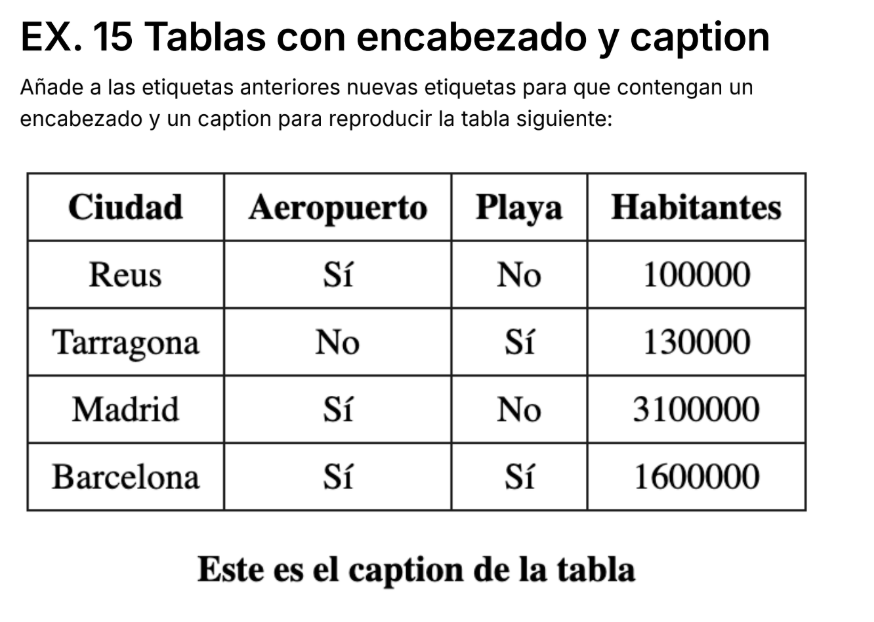 EX. 15 Tablas con encabezado y caption
Añade a las etiquetas anteriores nuevas etiquetas para que contengan un
encabezado y un caption para reproducir la tabla siguiente:
Ciudad Aeropuerto Playa Habitantes
Reus Sí No 100000
Tarragona No Sí 130000
Madrid Sí No 3100000
Barcelona Sí Sí 1600000
Este es el caption de la tabla